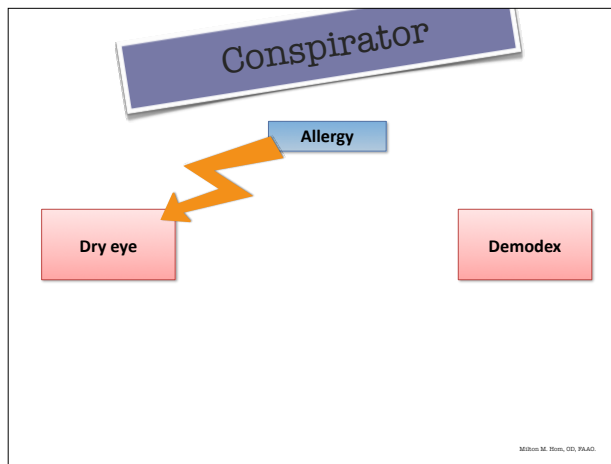 Conspirator
Allergy
Dry eye
Demodex
Milton M. Hom, OD, FAAO.